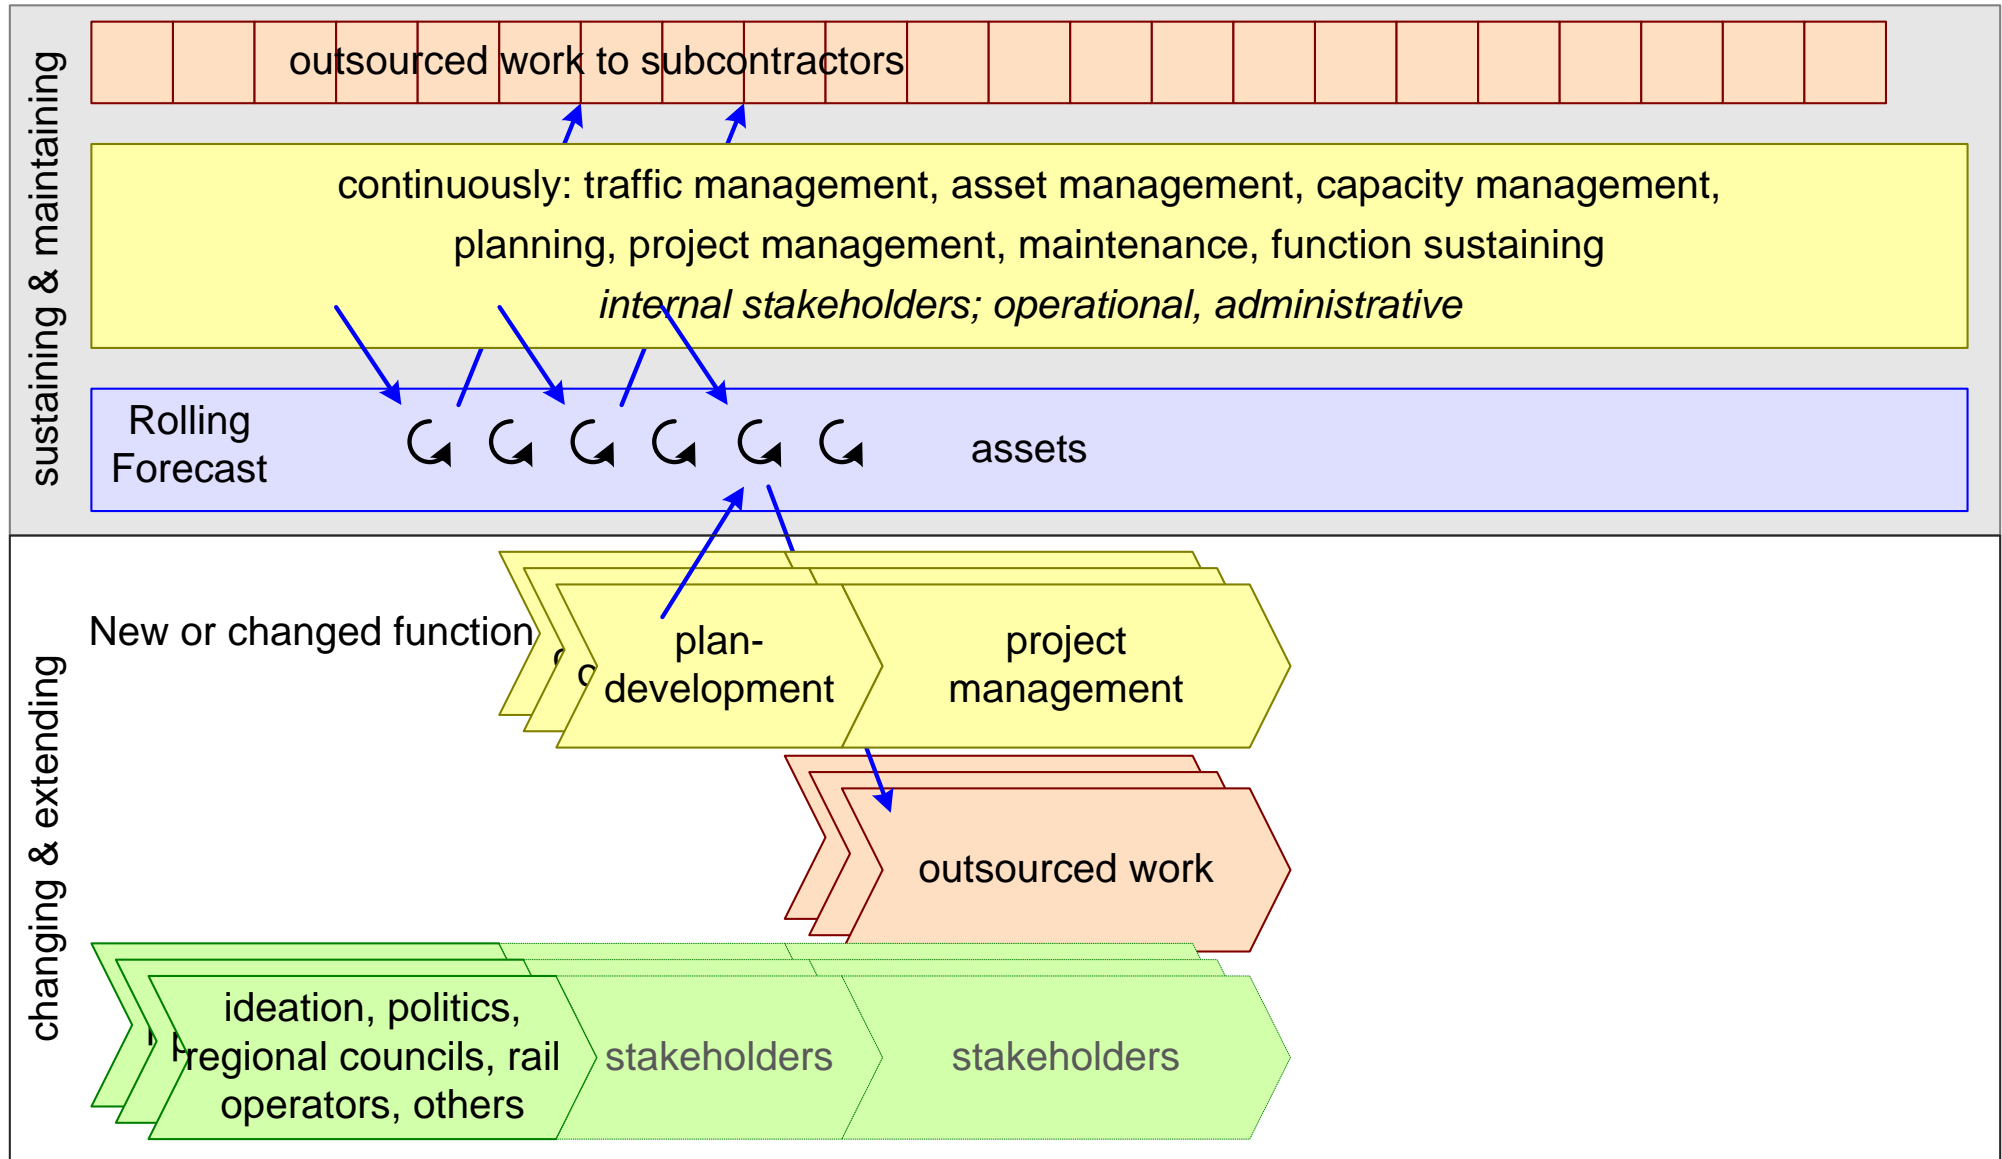 sustaining & maintaining
outsourced work to subcontractors
continuously: traffic management, asset management, capacity management,
planning, project management, maintenance, function sustaining
internal stakeholders; operational, administrative
Rolling
Forecast
assets
changing & extending
New or changed function
plan-
development
project
management
outsourced work
ideation, politics,
regional councils, rail
operators, others
stakeholders
stakeholders